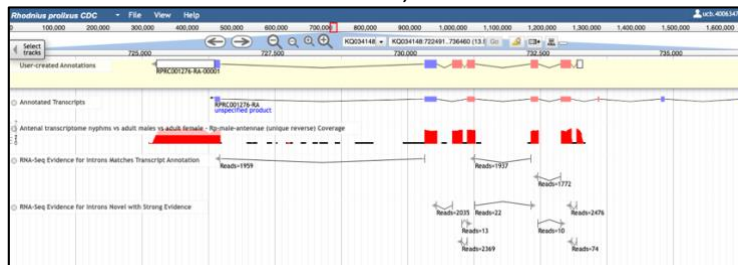 Rhodnius prolixus CDC File View Help ucb.4006347
0 100,000 200,000 300,000 400,000 500,000 600,000 700,000 800,000 900,000 1,000,000 1,100,000 1,200,000 1,300,000 1,400,000 1,500,000 1,600,000
KQ034148 KQ034148:722491..736460 (13. Go
Select tracks
725,000 727,500 730,000 732,500 735,000
User-created Annotations
RPRC001276-RA-00001
Annotated Transcripts
RPRC001276-RA
unspecified product
Antenal transcriptome nyphms vs adult males vs adult female - Rp-male-antennae (unique reverse) Coverage
RNA-Seq Evidence for Introns Matches Transcript Annotation
Reads=1959 Reads=1937
Reads=1772
RNA-Seq Evidence for Introns Novel with Strong Evidence
Reads=2035 Reads=22 Reads=2476
Reads=13 Reads=10
Reads=2369 Reads=74